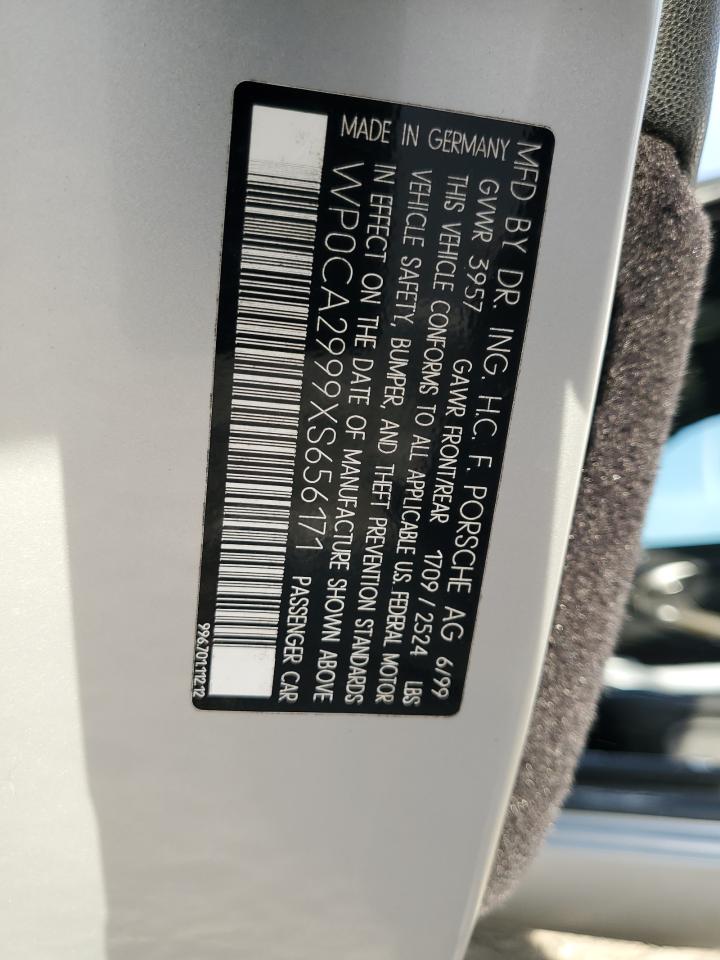 MFD BY DR. ING. H.C. F. PORSCHE AG 6/99
GVWR 3957 GAWR FRONT/REAR 1709 / 2524 LBS
THIS VEHICLE CONFORMS TO ALL APPLICABLE U.S. FEDERAL MOTOR
VEHICLE SAFETY, BUMPER, AND THEFT PREVENTION STANDARDS
IN EFFECT ON THE DATE OF MANUFACTURE SHOWN ABOVE
MADE IN GERMANY
WP0CA2999XS656171 PASSENGER CAR
996.701.112.12